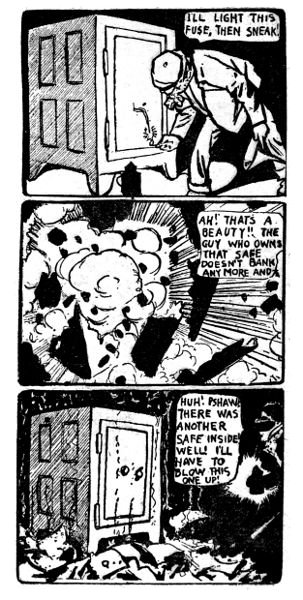 I'LL LIGHT THIS
FUSE, THEN SNEAK!
AH! THAT'S A
BEAUTY!! THE
GUY WHO OWNS
THAT SAFE
DOESN'T BANK
ANY MORE AND
HUH! PSHAW!
THERE WAS
ANOTHER
SAFE INSIDE!
WELL! I'LL
HAVE TO
BLOW THIS
ONE UP!